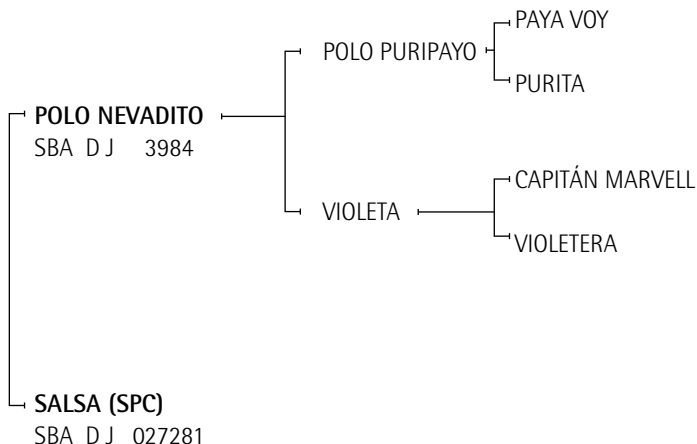 PAYA VOY
POLO PURIPAYO
PURITA
POLO NEVADITO
SBA D J 3984
CAPITÁN MARVELL
VIOLETA
VIOLETERA
SALSA (SPC)
SBA D J 027281